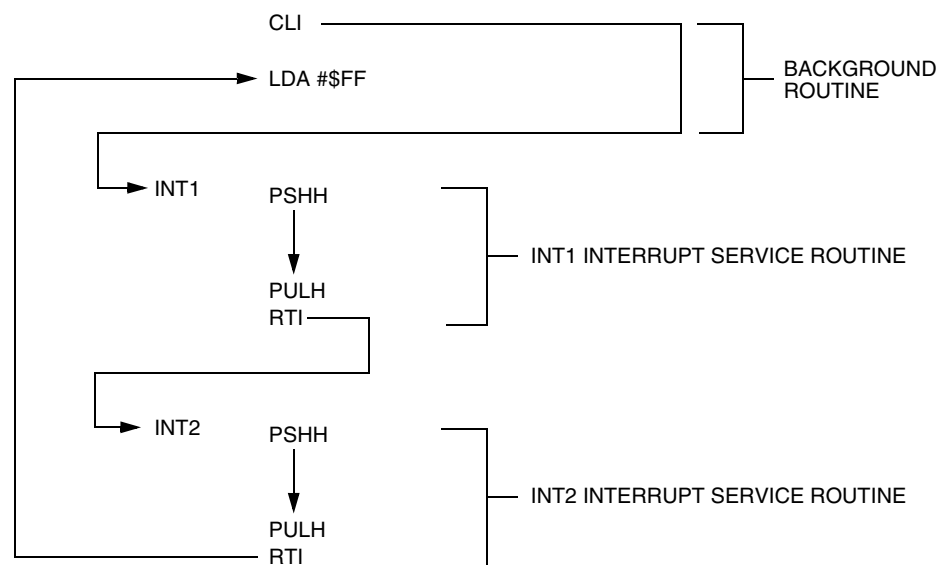 CLI
LDA #$FF
BACKGROUND
ROUTINE
INT1
PSHH
INT1 INTERRUPT SERVICE ROUTINE
PULH
RTI
INT2
PSHH
INT2 INTERRUPT SERVICE ROUTINE
PULH
RTI